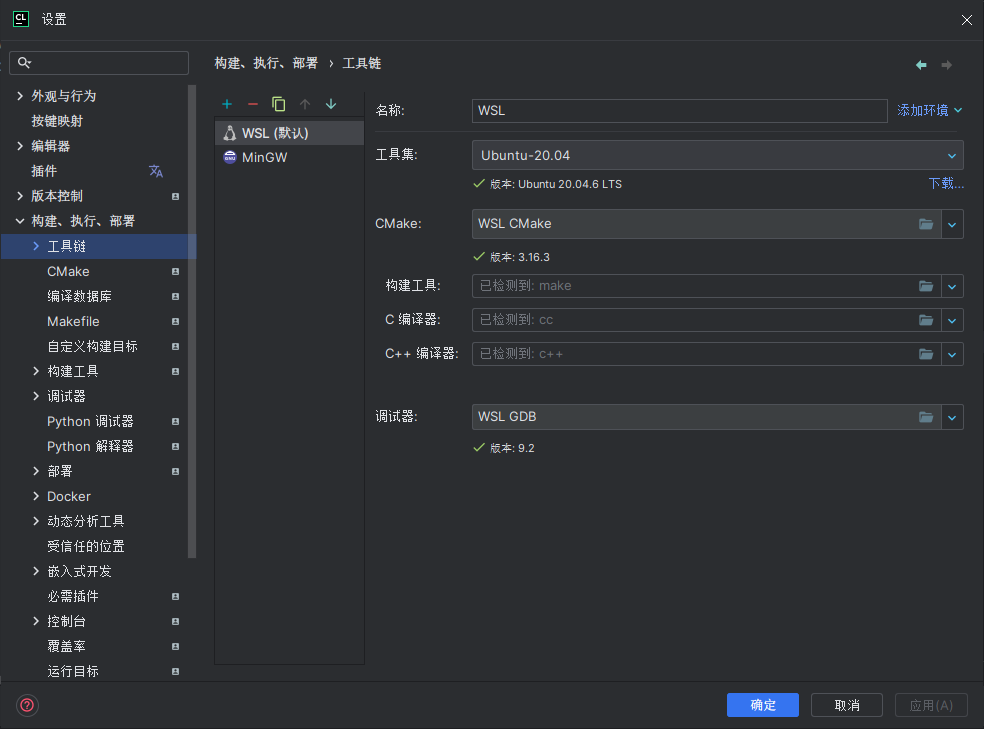 CL 设置
构建、执行、部署 › 工具链
外观与行为
按键映射
编辑器
插件
版本控制
构建、执行、部署
工具链
CMake
编译数据库
Makefile
自定义构建目标
构建工具
调试器
Python 调试器
Python 解释器
部署
Docker
动态分析工具
受信任的位置
嵌入式开发
必需插件
控制台
覆盖率
运行目标
WSL (默认)
GNU MinGW
名称: WSL 添加环境
工具集: Ubuntu-20.04
版本: Ubuntu 20.04.6 LTS 下载...
CMake: WSL CMake
版本: 3.16.3
构建工具: 已检测到: make
C 编译器: 已检测到: cc
C++ 编译器: 已检测到: c++
调试器: WSL GDB
版本: 9.2
? 确定 取消 应用(A)